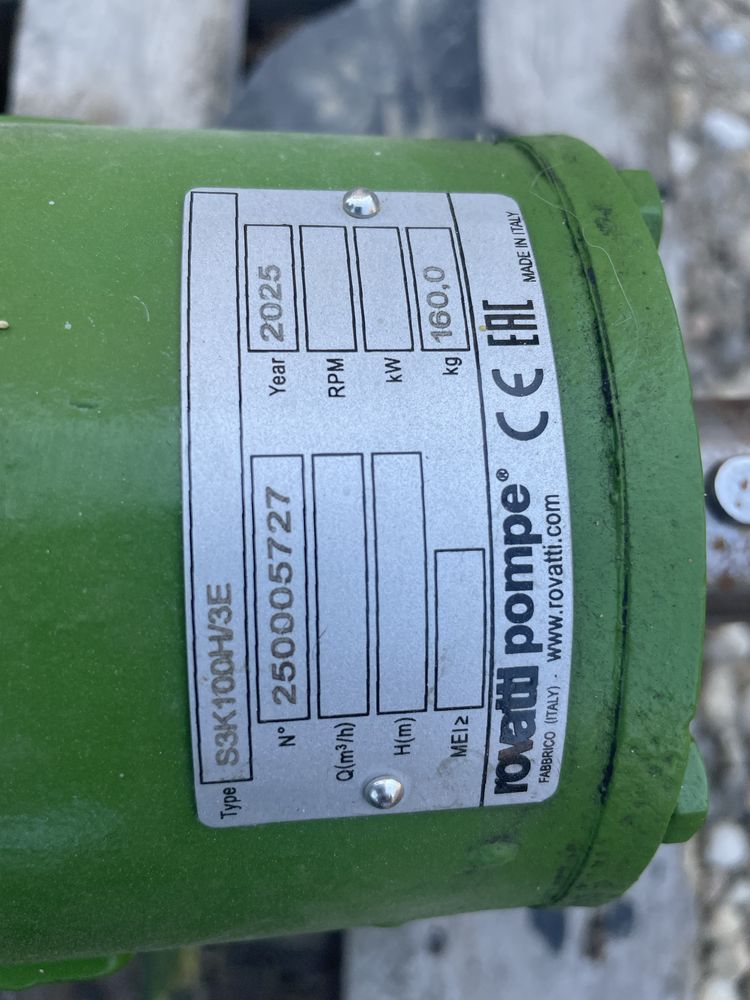 Type S3K100H/3E
N° 250005727 Year 2025
Q(m³/h) RPM
H(m) kW
MEI≥ kg 160,0
rovatti pompe® CE EAC
FABBRICO (ITALY) - www.rovatti.com MADE IN ITALY